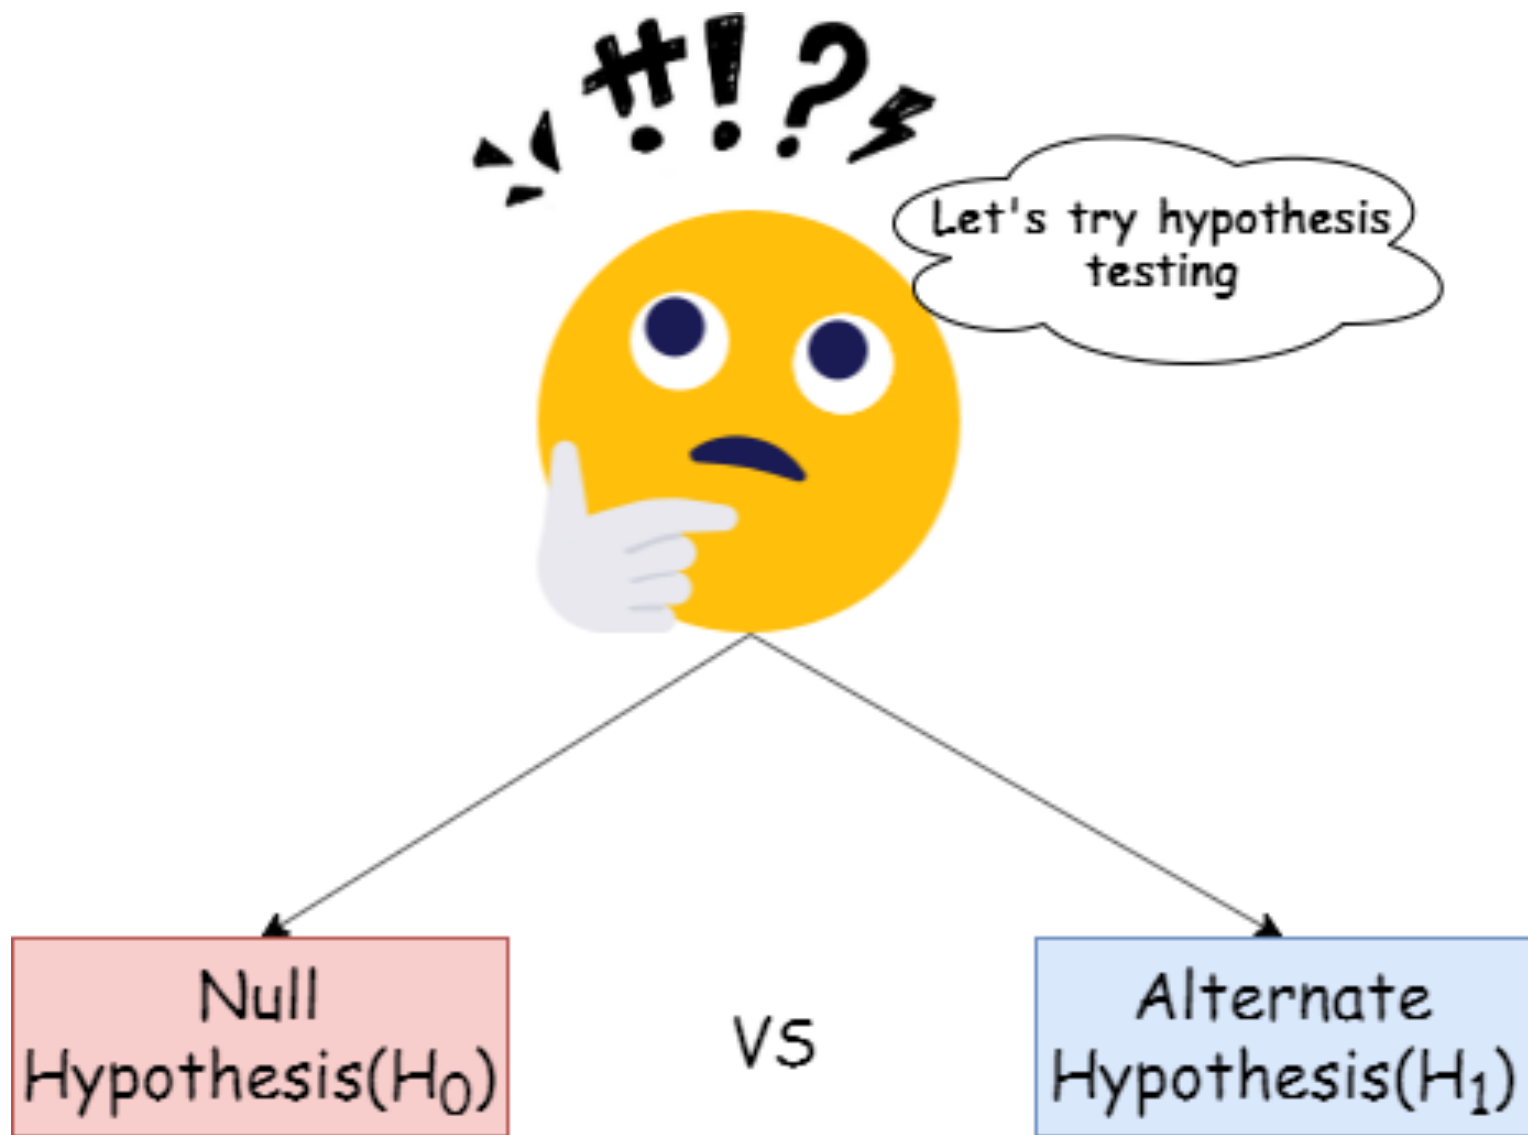 #!?
Let's try hypothesis
testing
Null
Hypothesis(H₀)
VS
Alternate
Hypothesis(H₁)